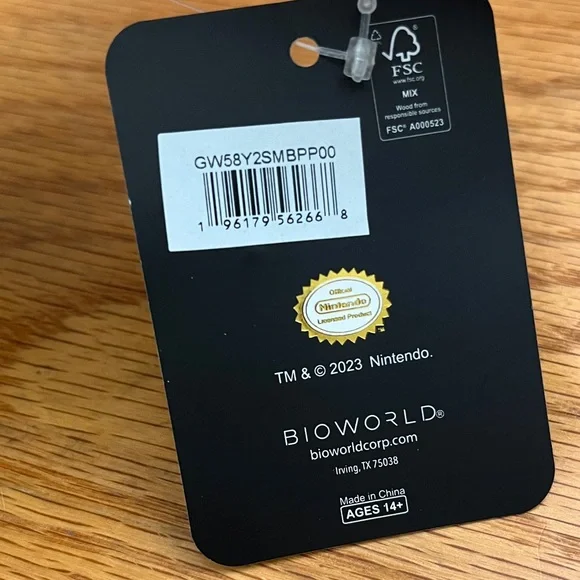 FSC®
www.fsc.org
MIX
Wood from
responsible sources
FSC® A000523
GW58Y2SMBPP00
1 96179 56266 8
Official
Nintendo
Licensed Product
TM & © 2023 Nintendo.
BIOWORLD®
bioworldcorp.com
Irving, TX 75038
Made in China
AGES 14+